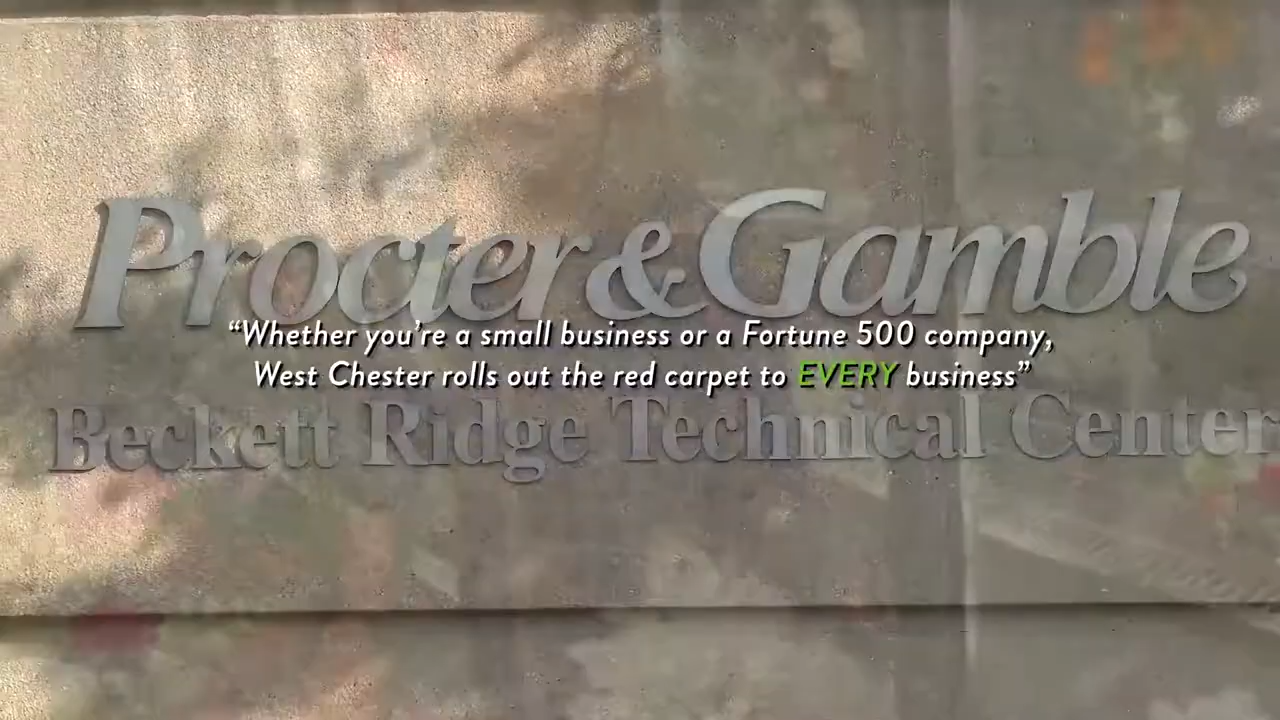 Procter & Gamble
“Whether you’re a small business or a Fortune 500 company,
West Chester rolls out the red carpet to EVERY business”
Beckett Ridge Technical Center